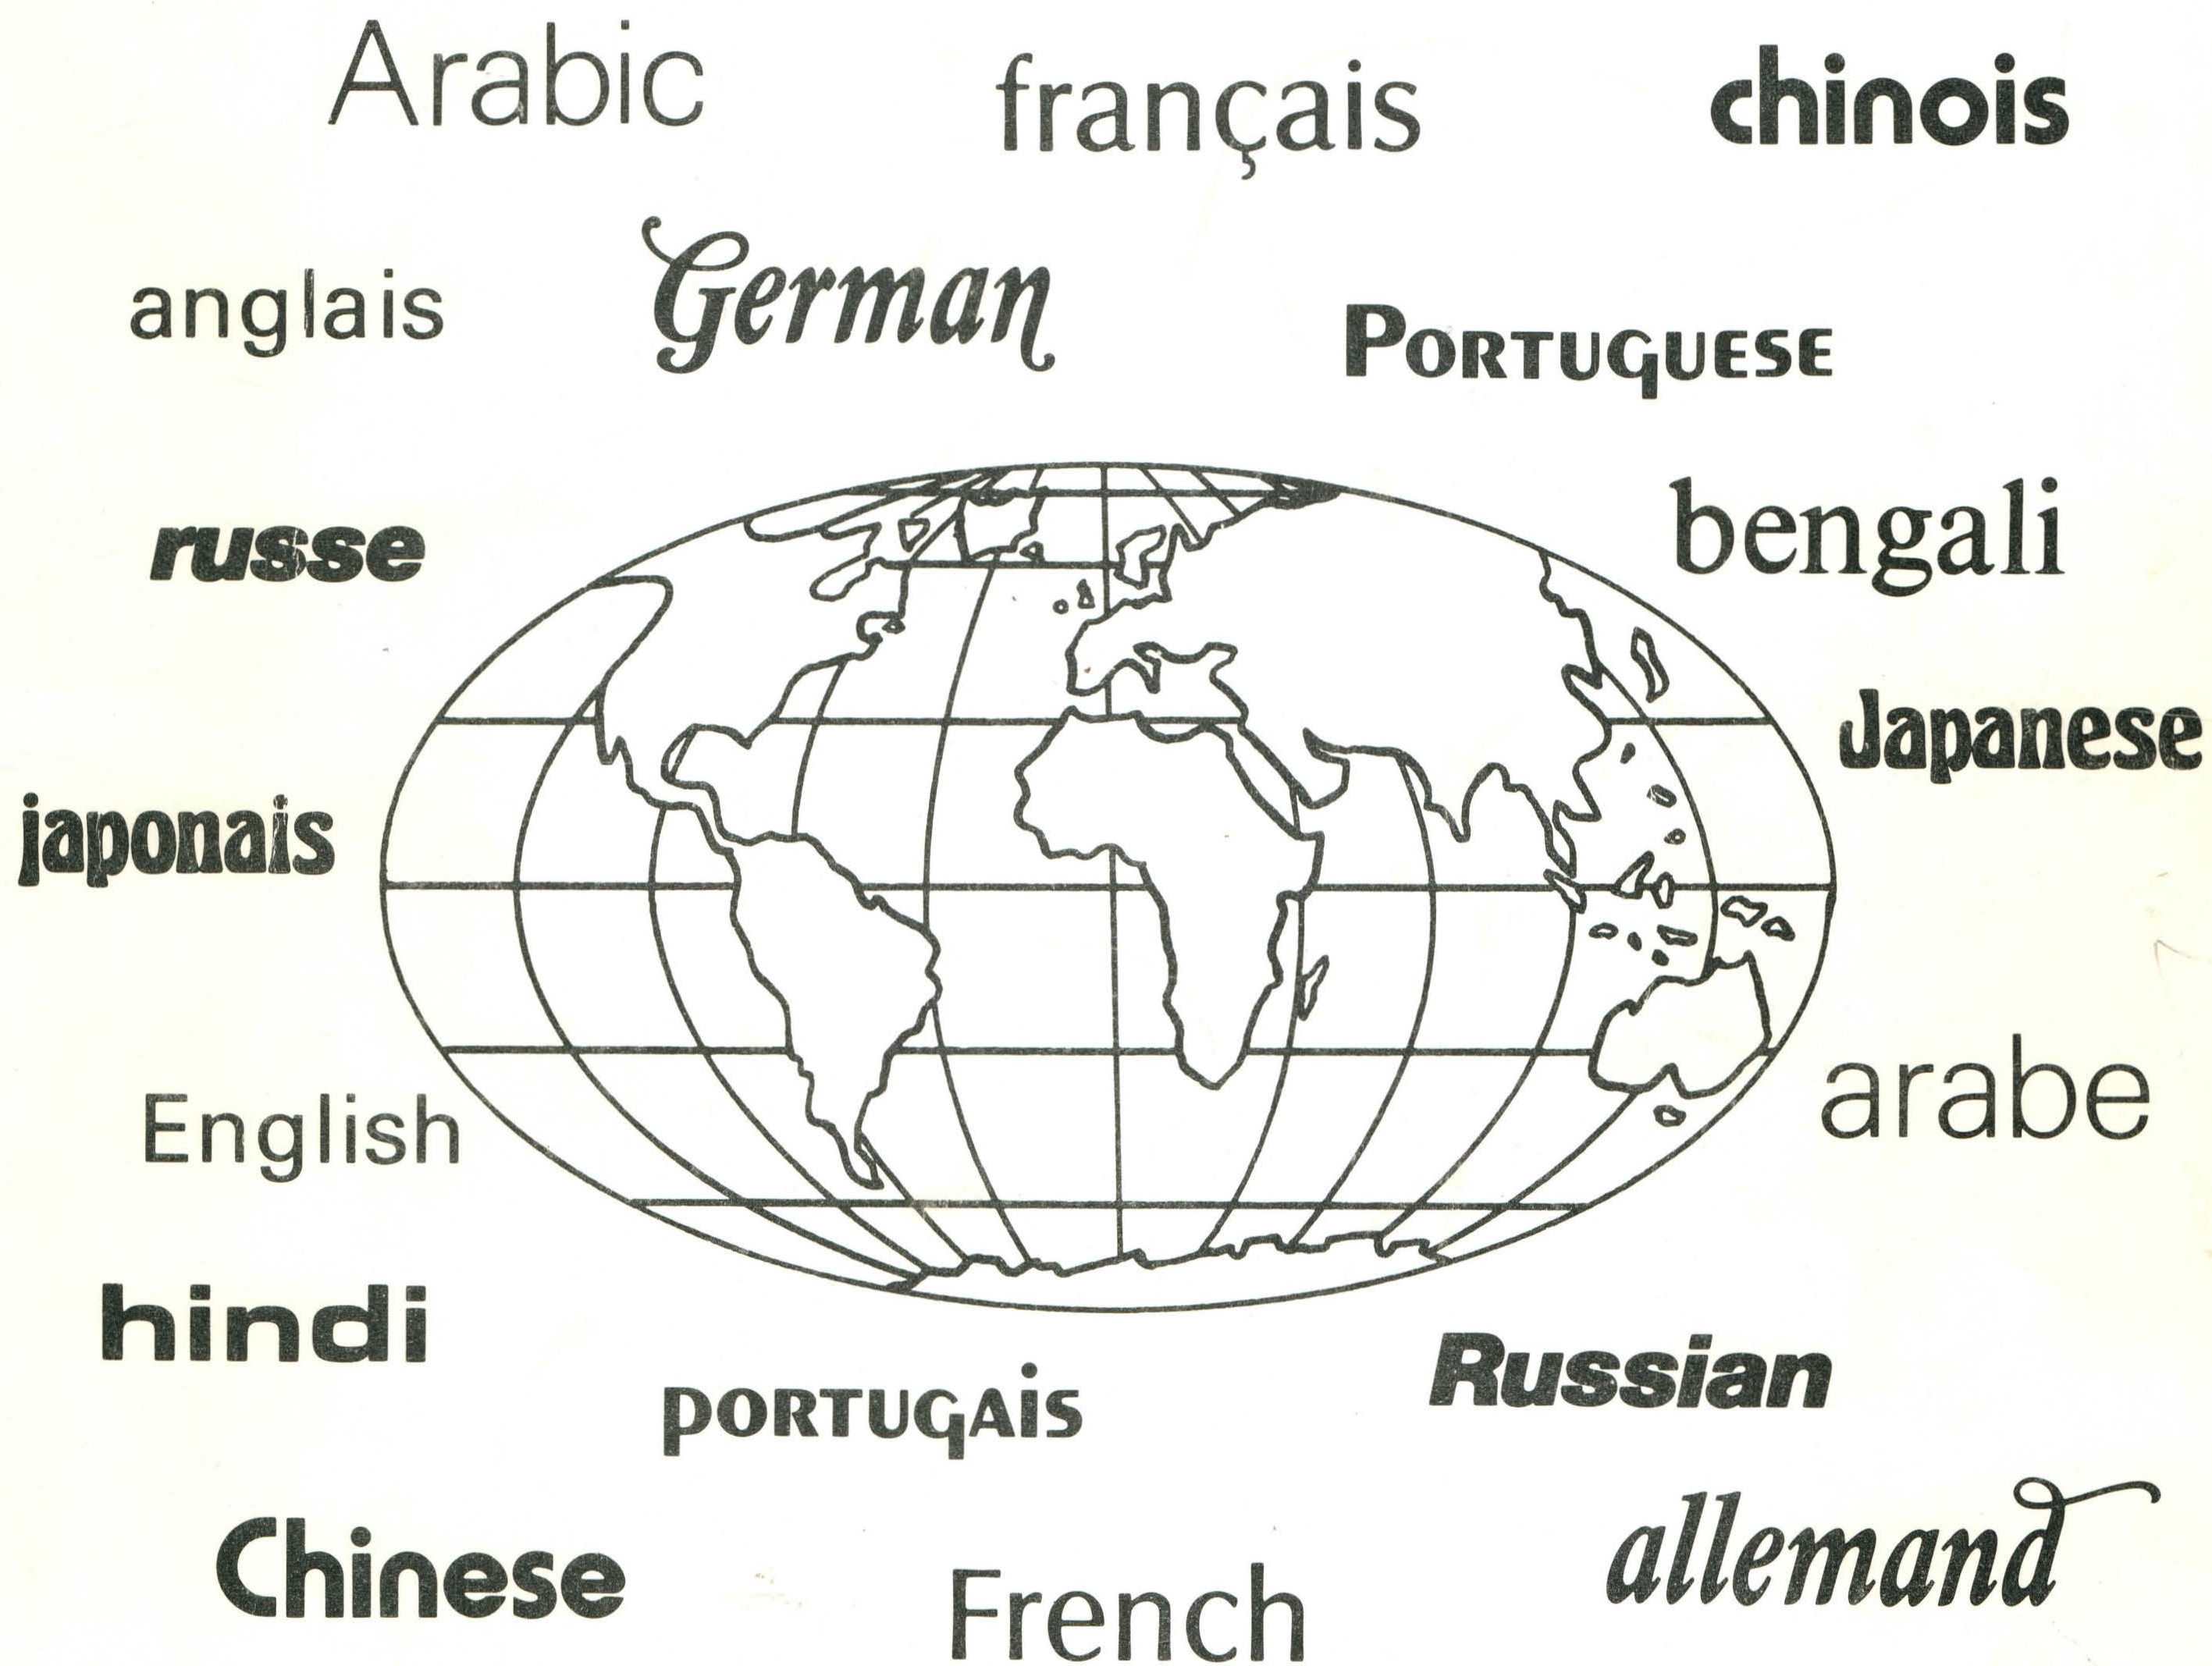 Arabic
français
chinois
anglais
German
PORTUGUESE
russe
bengali
Japanese
japonais
English
arabe
hindi
PORTUGAIS
Russian
Chinese
French
allemand